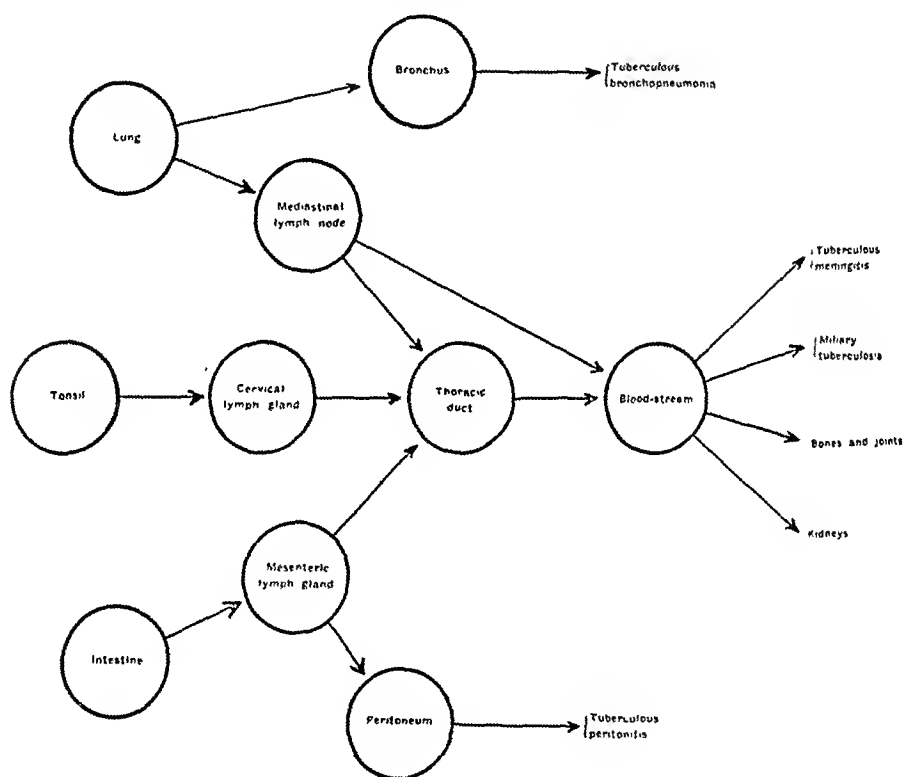 Bronchus
Tuberculous
bronchopneumonia
Lung
Mediastinal
lymph node
Tuberculous
meningitis
Miliary
tuberculosis
Tonsil
Cervical
lymph gland
Thoracic
duct
Blood-stream
Bones and joints
Kidneys
Mesenteric
lymph gland
Intestine
Peritoneum
Tuberculous
peritonitis